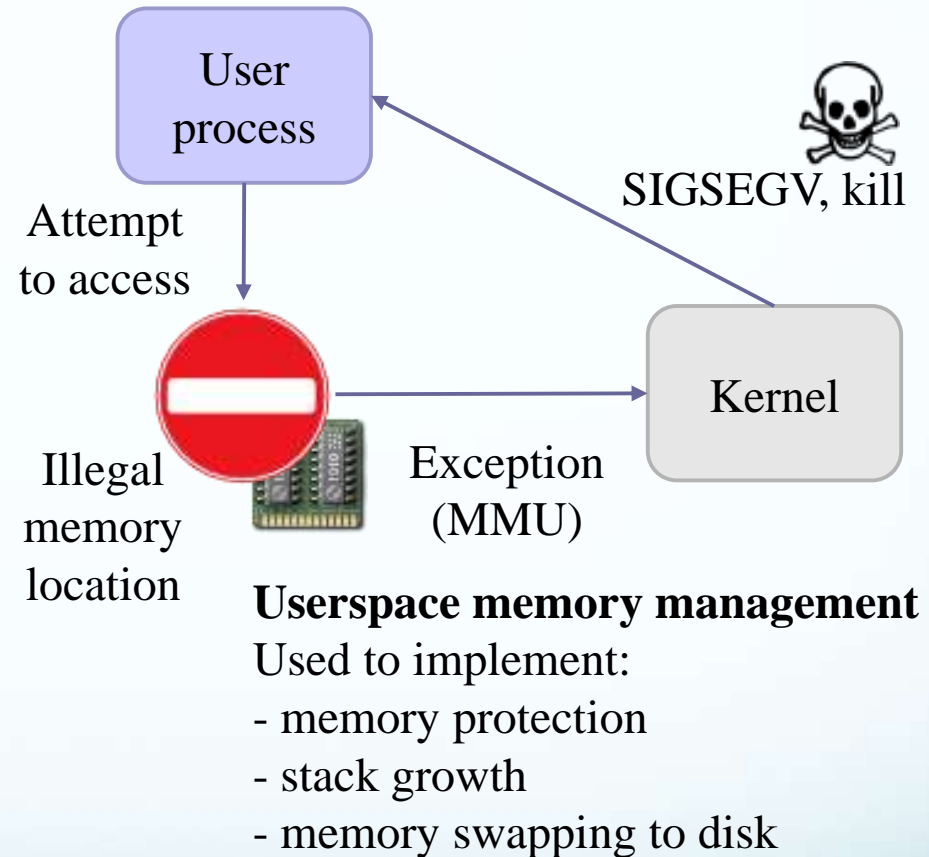 User
process
SIGSEGV, kill
Attempt
to access
Kernel
Illegal
memory
location
Exception
(MMU)
Userspace memory management
Used to implement:
- memory protection
- stack growth
- memory swapping to disk